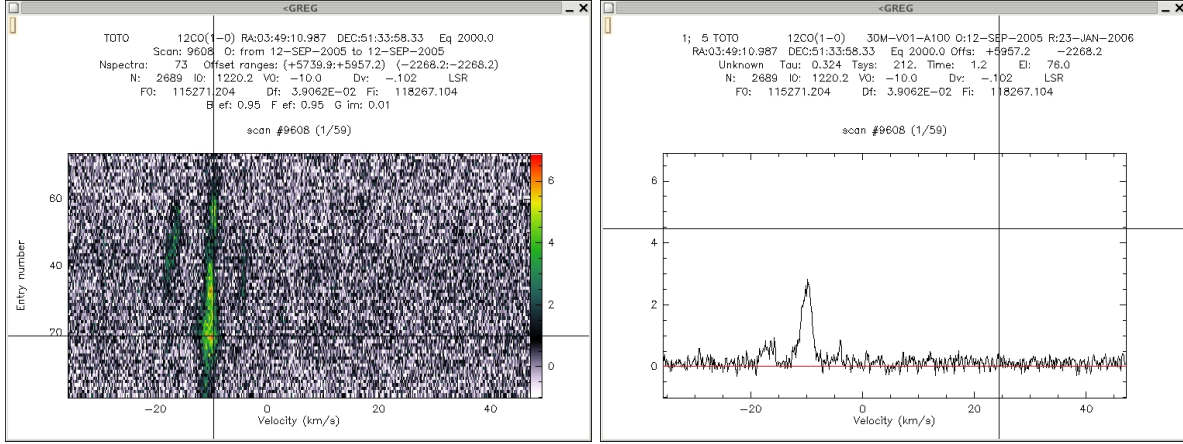 <GREG
TOTO 12CO(1-0) RA:03:49:10.987 DEC:51:33:58.33 Eq 2000.0
Scan: 9608 O: from 12-SEP-2005 to 12-SEP-2005
Nspectra: 73 Offset ranges: (+5739.9:+5957.2) (-2268.2:-2268.2)
N: 2689 I0: 1220.2 V0: -10.0 Dv: -.102 LSR
F0: 115271.204 Df: 3.9062E-02 Fi: 118267.104
B ef: 0.95 F ef: 0.95 G im: 0.01
scan #9608 (1/59)
60
40
20
Entry number
6
4
2
0
-20 0 20 40
Velocity (km/s)
<GREG
1; 5 TOTO 12CO(1-0) 30M-V01-A100 O:12-SEP-2005 R:23-JAN-2006
RA:03:49:10.987 DEC:51:33:58.33 Eq 2000.0 Offs: +5957.2 -2268.2
Unknown Tau: 0.324 Tsys: 212. Time: 1.2 El: 76.0
N: 2689 I0: 1220.2 V0: -10.0 Dv: -.102 LSR
F0: 115271.204 Df: 3.9062E-02 Fi: 118267.104
scan #9608 (1/59)
6
4
2
0
-20 0 20 40
Velocity (km/s)